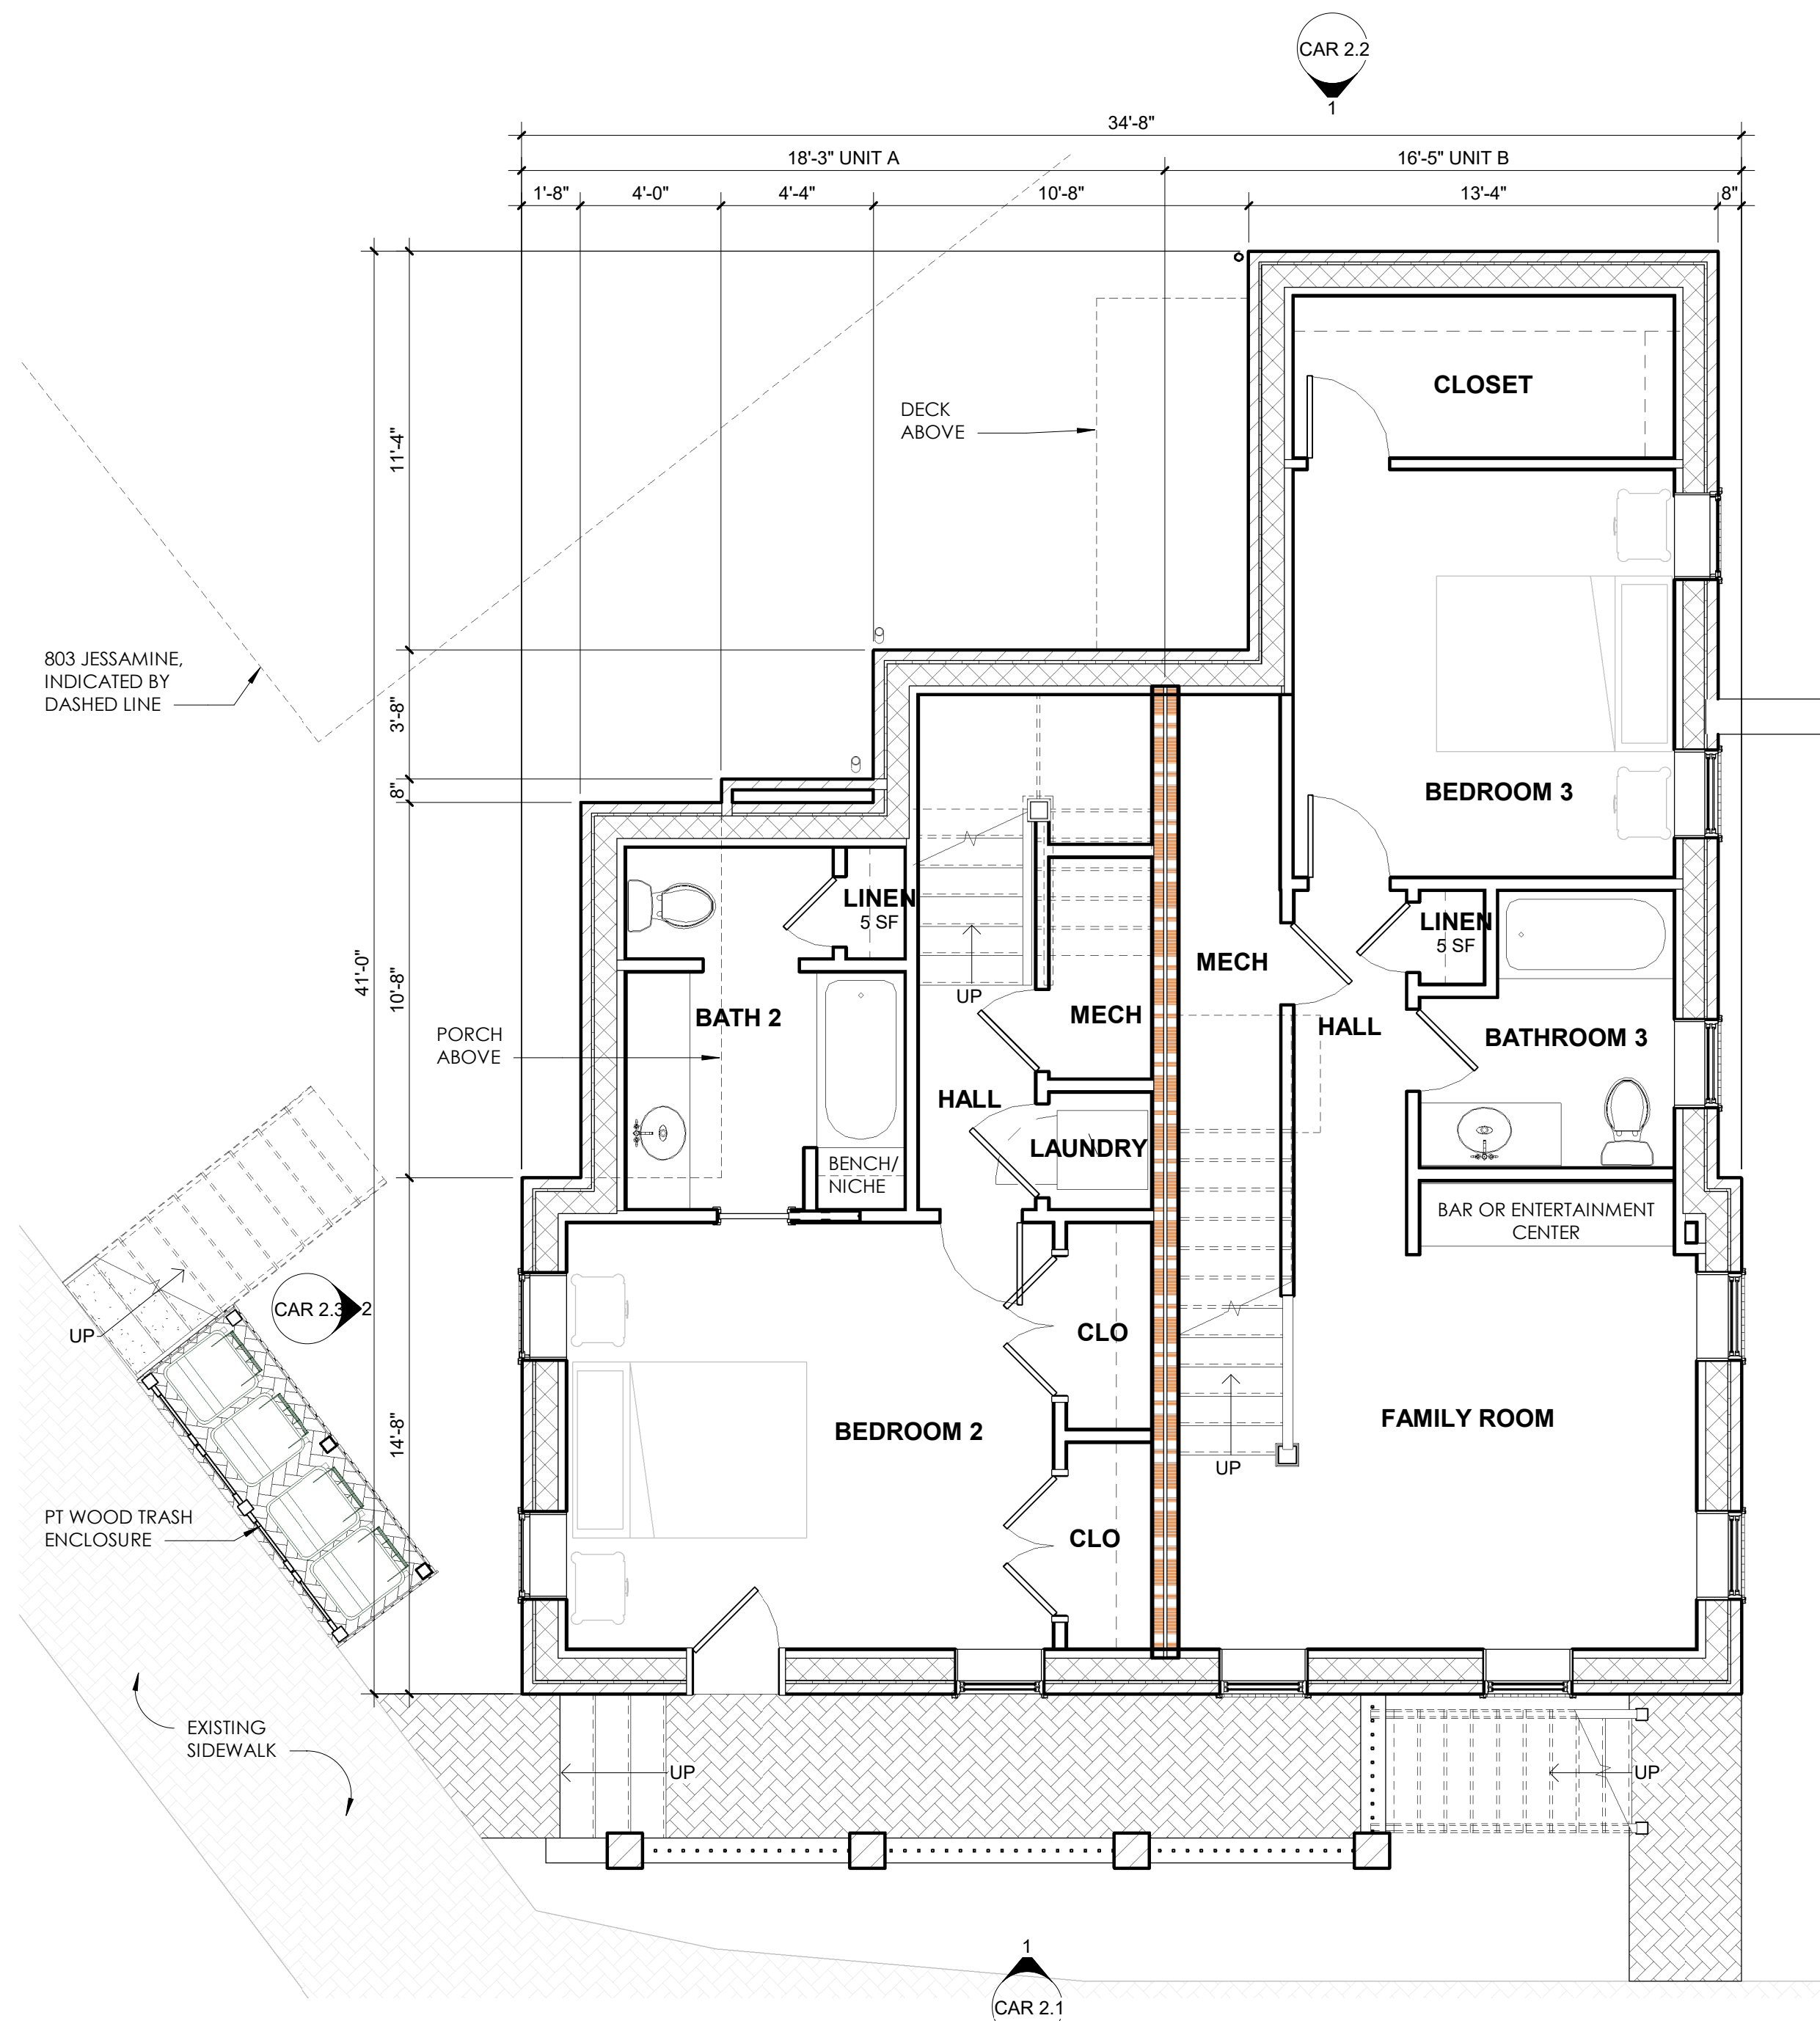 CAR 2.2
1
34'-8"
18'-3" UNIT A
16'-5" UNIT B
1'-8"
4'-0"
4'-4"
10'-8"
13'-4"
8"
CLOSET
DECK
ABOVE
11'-4"
803 JESSAMINE,
INDICATED BY
DASHED LINE
3'-8"
8"
BEDROOM 3
LINEN
5 SF
LINEN
5 SF
MECH
41'-0"
10'-8"
UP
BATH 2
MECH
HALL
BATHROOM 3
PORCH
ABOVE
HALL
LAUNDRY
BENCH/
NICHE
BAR OR ENTERTAINMENT
CENTER
CAR 2.3
2
UP
CLO
FAMILY ROOM
BEDROOM 2
14'-8"
UP
PT WOOD TRASH
ENCLOSURE
CLO
EXISTING
SIDEWALK
UP
UP
1
CAR 2.1